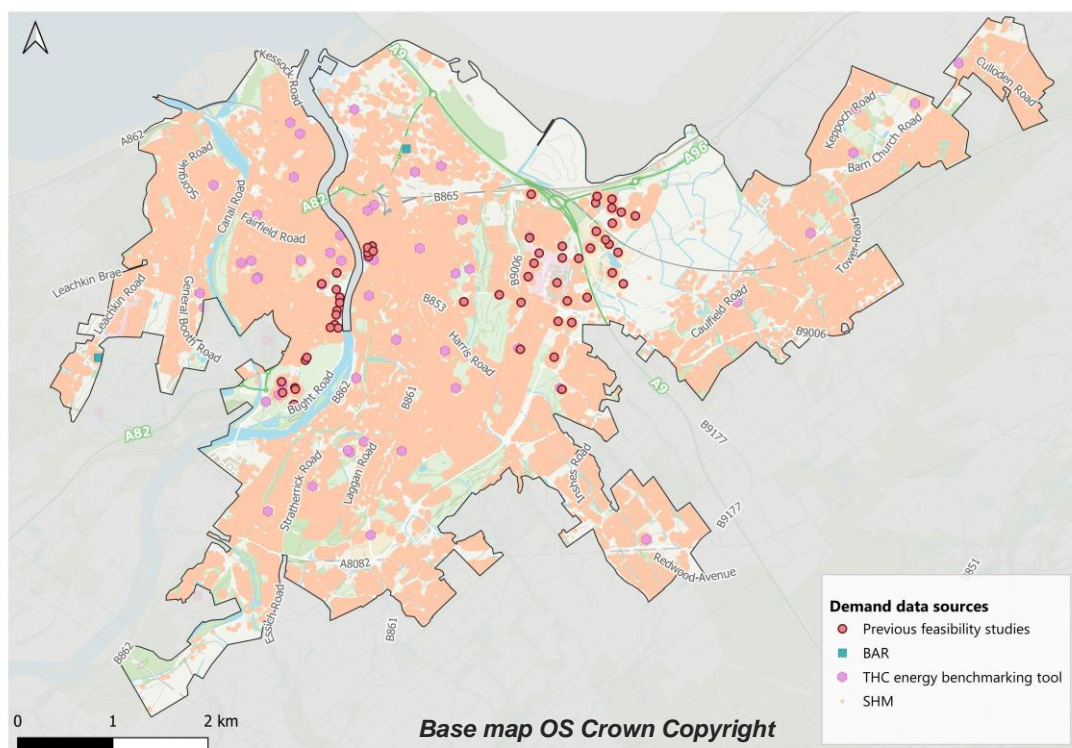 A9
Kessock Road
A862
Scorguie Road
Canal Road
A82
B865
A96
Culloden Road
Keppoch Road
Barn Church Road
Fairfield Road
B9006
Tower-Road
Leachkin Brae
Leachkin Road
General Booth Road
B853
Harris Road
Caulfield Road
B9006
Bught Road
B862
B861
A9
A82
B9177
Stratherrick Road
Laggan Road
Inshes Road
B9177
A8082
Redwood-Avenue
B851
Essich-Road
B861
B862
Demand data sources
Previous feasibility studies
BAR
THC energy benchmarking tool
SHM
0 1 2 km
Base map OS Crown Copyright